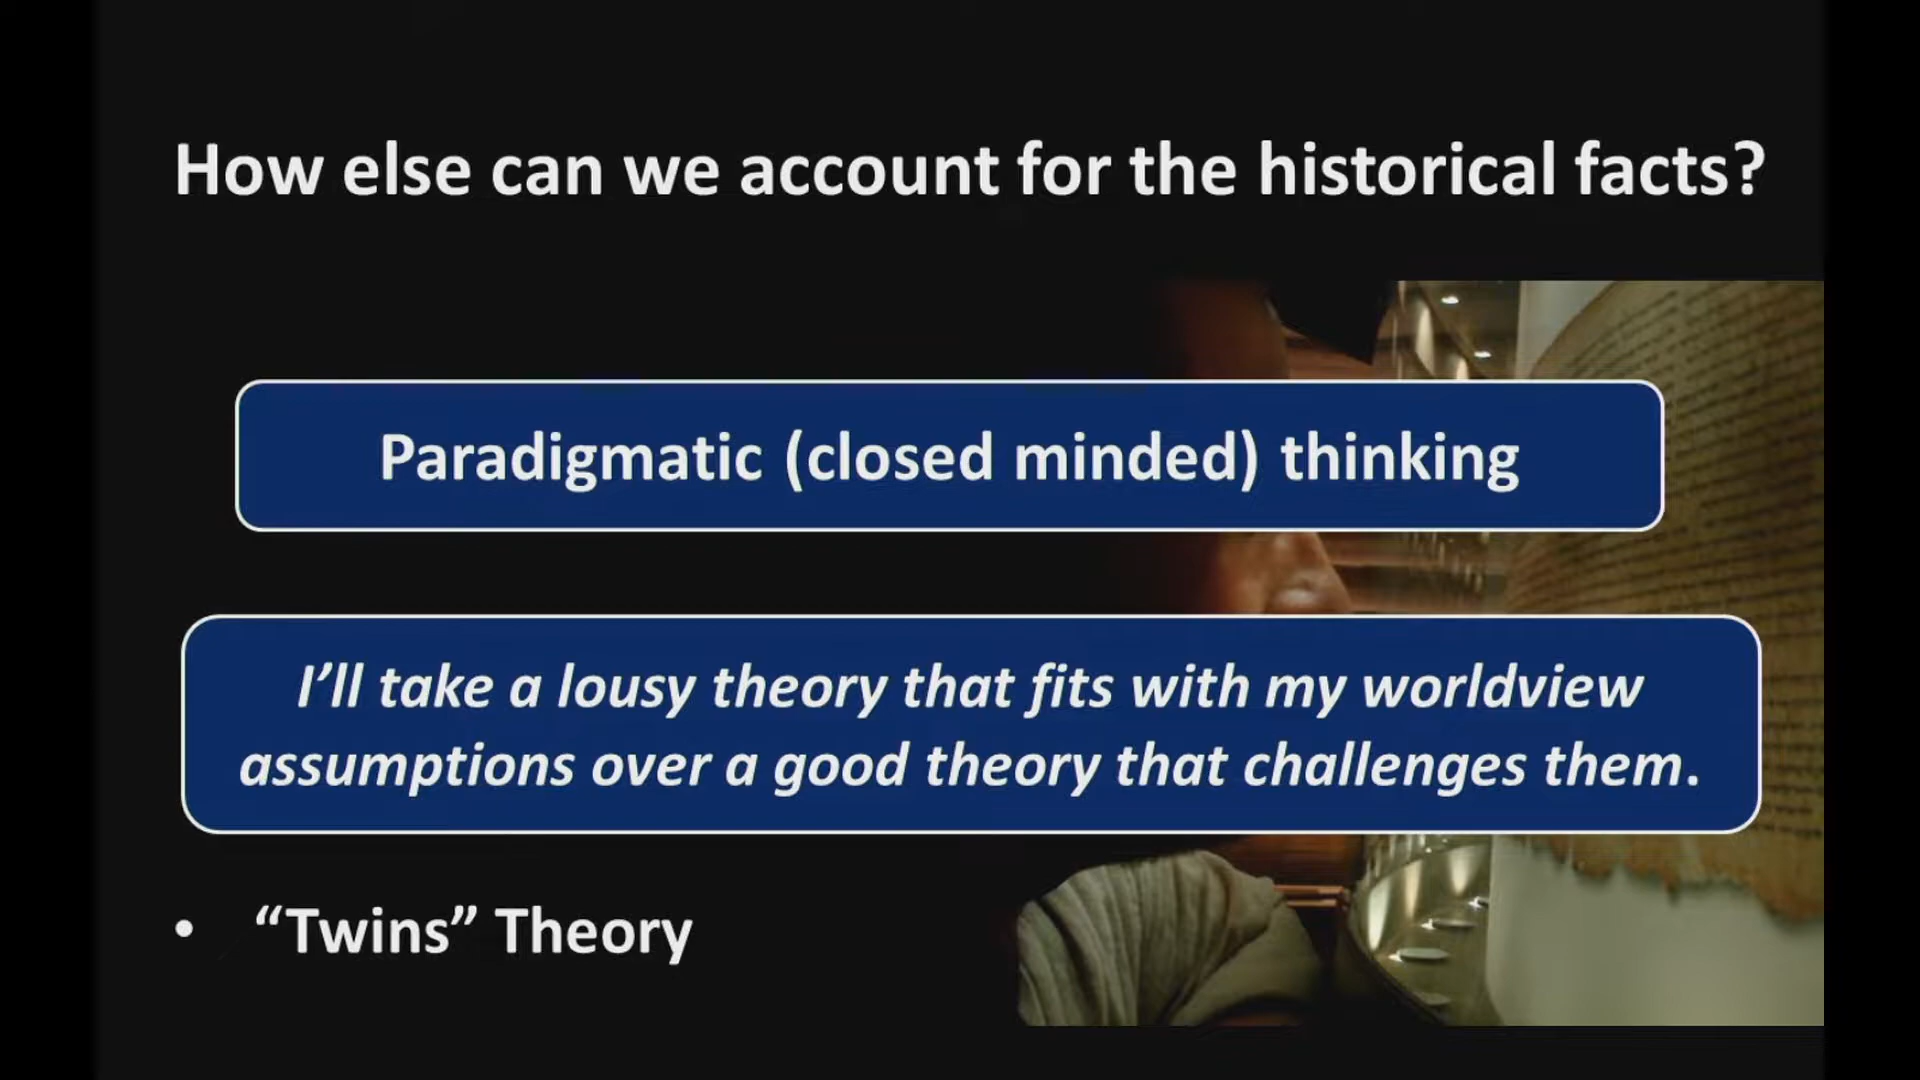 How else can we account for the historical facts?
Paradigmatic (closed minded) thinking
I’ll take a lousy theory that fits with my worldview
assumptions over a good theory that challenges them.
• “Twins” Theory